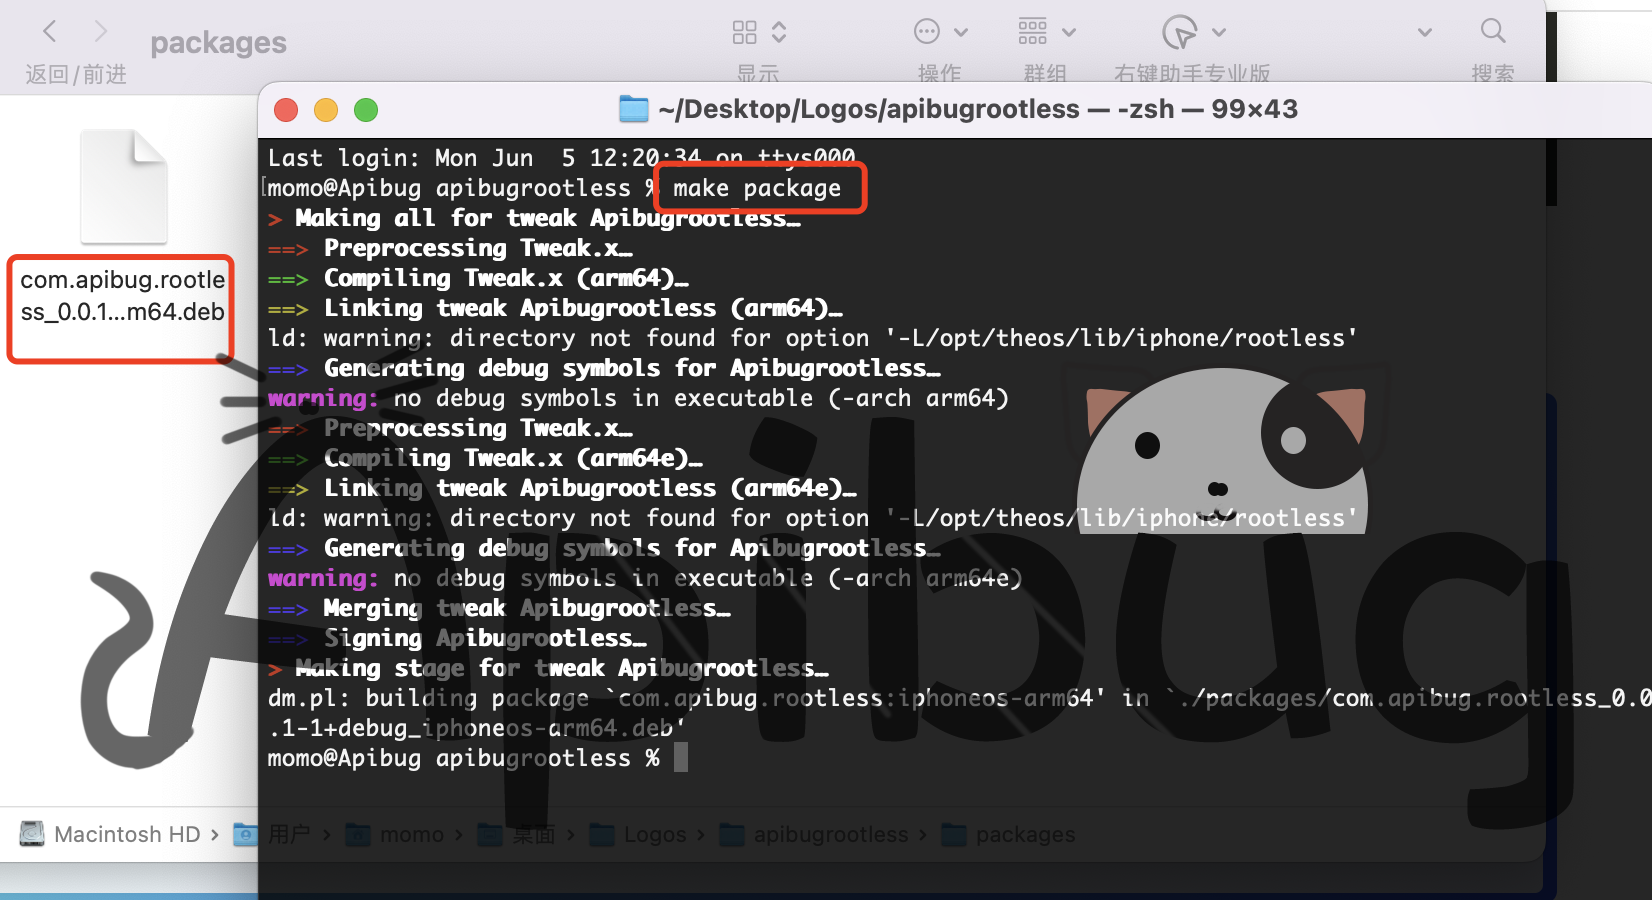 packages
返回/前进
显示
操作
群组
右键助手专业版
搜索
com.apibug.rootle
ss_0.0.1...m64.deb
~/Desktop/Logos/apibugrootless — -zsh — 99×43
Last login: Mon Jun  5 12:20:34 on ttys000
momo@Apibug apibugrootless % make package
> Making all for tweak Apibugrootless…
==> Preprocessing Tweak.x…
==> Compiling Tweak.x (arm64)…
==> Linking tweak Apibugrootless (arm64)…
ld: warning: directory not found for option '-L/opt/theos/lib/iphone/rootless'
==> Generating debug symbols for Apibugrootless…
warning: no debug symbols in executable (-arch arm64)
==> Preprocessing Tweak.x…
==> Compiling Tweak.x (arm64e)…
==> Linking tweak Apibugrootless (arm64e)…
ld: warning: directory not found for option '-L/opt/theos/lib/iphone/rootless'
==> Generating debug symbols for Apibugrootless…
warning: no debug symbols in executable (-arch arm64e)
==> Merging tweak Apibugrootless…
==> Signing Apibugrootless…
> Making stage for tweak Apibugrootless…
dm.pl: building package `com.apibug.rootless:iphoneos-arm64' in `./packages/com.apibug.rootless_0.0
.1-1+debug_iphoneos-arm64.deb'
momo@Apibug apibugrootless %
Apibug
Macintosh HD › 用户 › momo › 桌面 › Logos › apibugrootless › packages